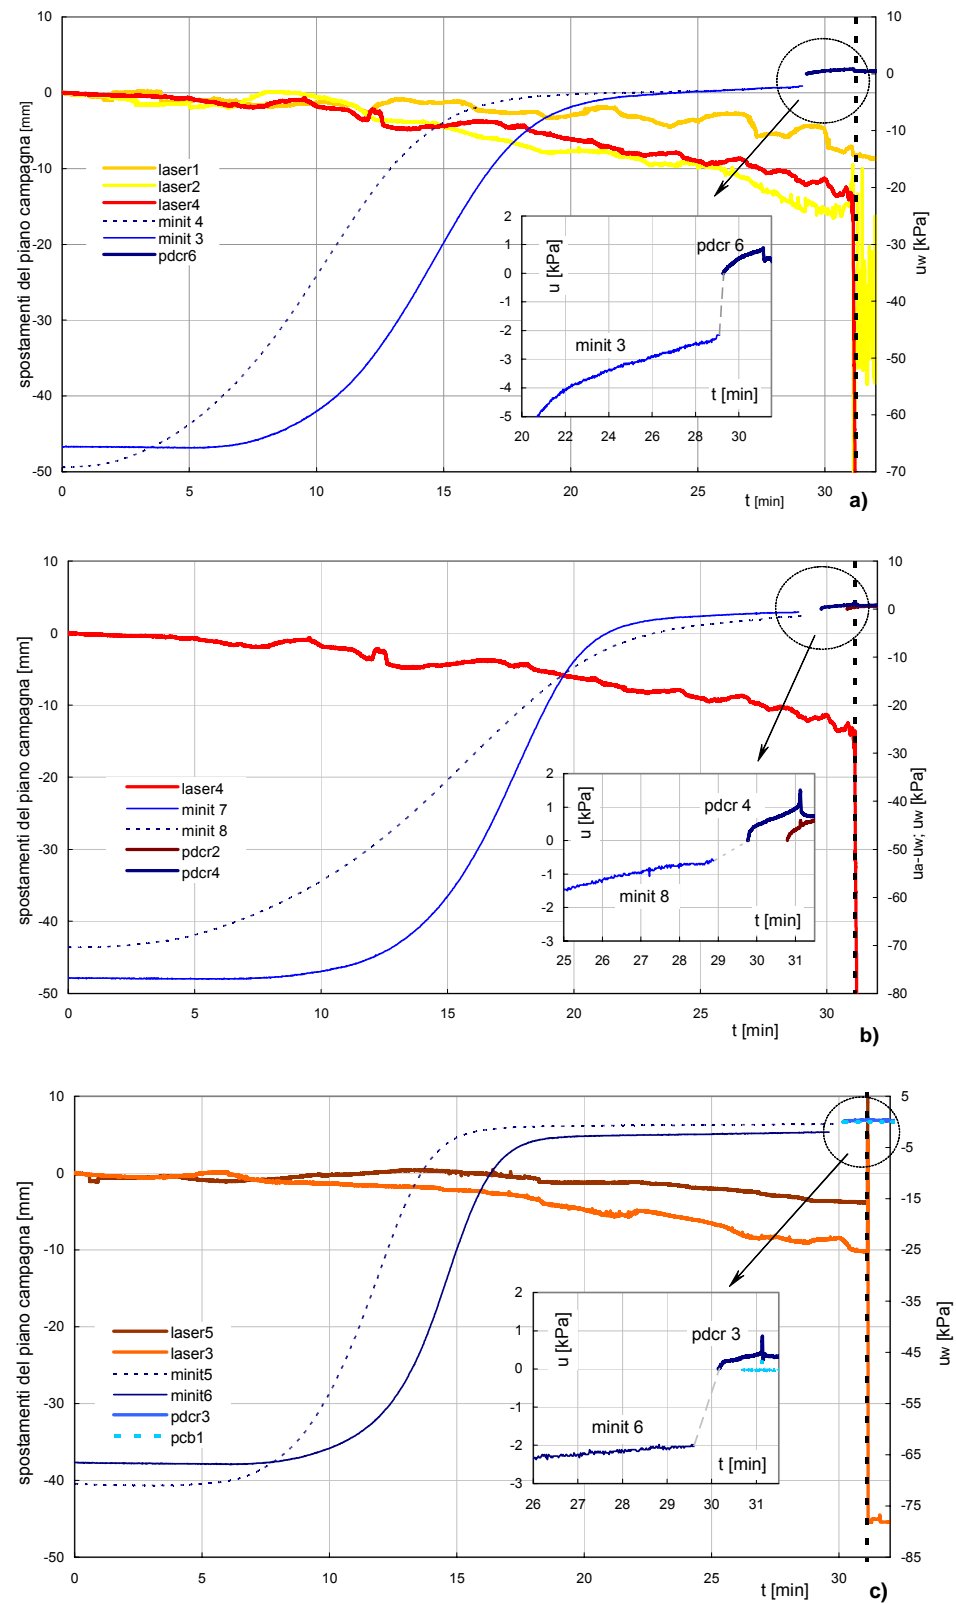 10
0
-10
-20
-30
-40
-50
spostamenti del piano campagna [mm]
10
0
-10
-20
-30
-40
-50
-60
-70
uw [kPa]
laser1
laser2
laser4
minit 4
minit 3
pdcr6
2
1
0
-1
-2
-3
-4
-5
u [kPa]
pdcr 6
minit 3
t [min]
20 22 24 26 28 30
0 5 10 15 20 25 30
t [min]
a)
10
0
-10
-20
-30
-40
-50
spostamenti del piano campagna [mm]
10
0
-10
-20
-30
-40
-50
-60
-70
-80
ua-uw; uw [kPa]
laser4
minit 7
minit 8
pdcr2
pdcr4
2
1
0
-1
-2
-3
u [kPa]
pdcr 4
minit 8
t [min]
25 26 27 28 29 30 31
0 5 10 15 20 25 30
t [min]
b)
10
0
-10
-20
-30
-40
-50
spostamenti del piano campagna [mm]
5
-5
-15
-25
-35
-45
-55
-65
-75
-85
uw [kPa]
laser5
laser3
minit5
minit6
pdcr3
pcb1
2
1
0
-1
-2
-3
u [kPa]
pdcr 3
minit 6
t [min]
26 27 28 29 30 31
0 5 10 15 20 25 30
t [min]
c)